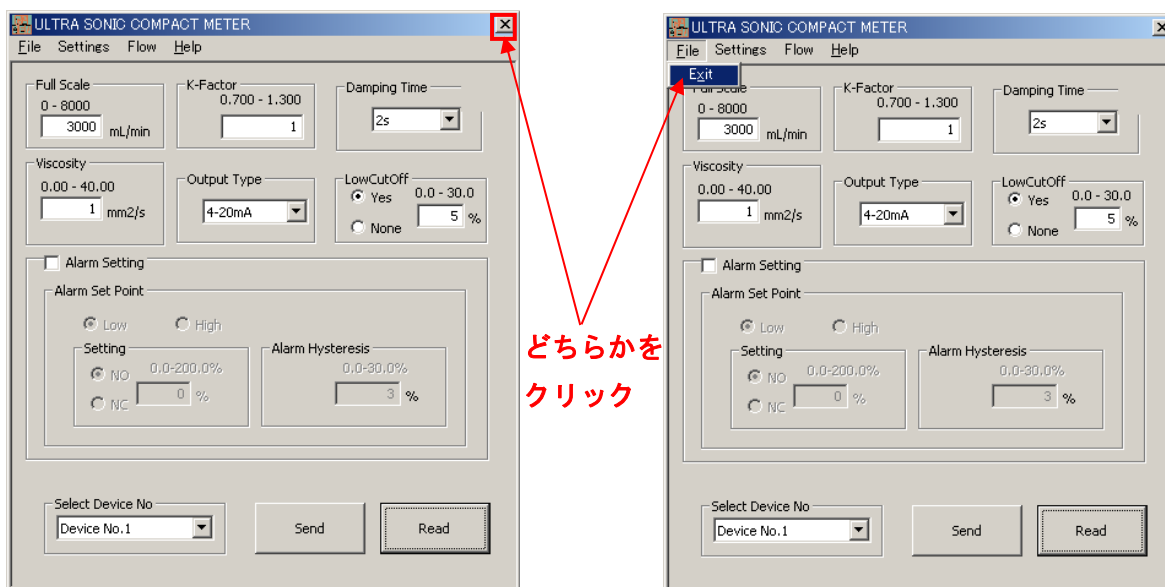 ULTRA SONIC COMPACT METER
File Settings Flow Help
Full Scale
0 - 8000
3000 mL/min
K-Factor
0.700 - 1.300
1
Damping Time
2s
Viscosity
0.00 - 40.00
1 mm2/s
Output Type
4-20mA
LowCutOff
Yes 0.0 - 30.0
5 %
None
Alarm Setting
Alarm Set Point
Low High
Setting
NO 0.0-200.0%
0 %
NC
Alarm Hysteresis
0.0-30.0%
3 %
Select Device No
Device No.1
Send
Read
どちらかを
クリック
ULTRA SONIC COMPACT METER
File Settings Flow Help
Exit
Full Scale
0 - 8000
3000 mL/min
K-Factor
0.700 - 1.300
1
Damping Time
2s
Viscosity
0.00 - 40.00
1 mm2/s
Output Type
4-20mA
LowCutOff
Yes 0.0 - 30.0
5 %
None
Alarm Setting
Alarm Set Point
Low High
Setting
NO 0.0-200.0%
0 %
NC
Alarm Hysteresis
0.0-30.0%
3 %
Select Device No
Device No.1
Send
Read